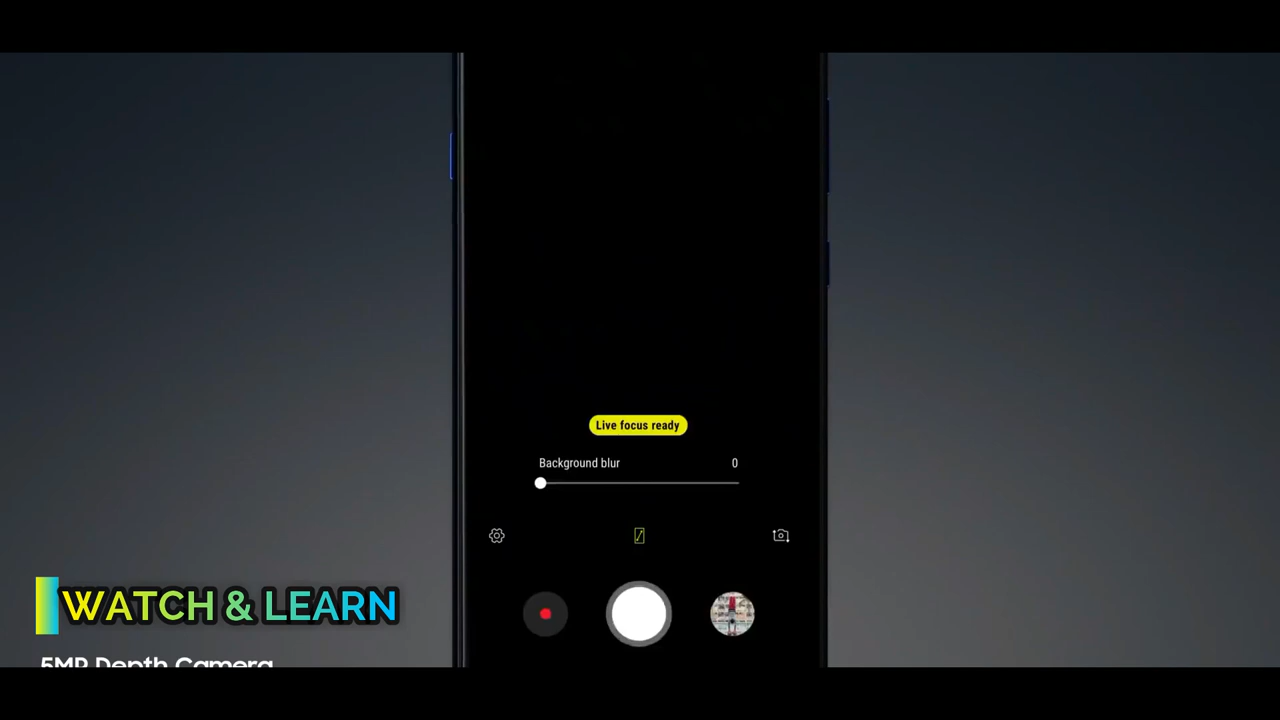 Live focus ready
Background blur 0
WATCH & LEARN
5MP Depth Camera